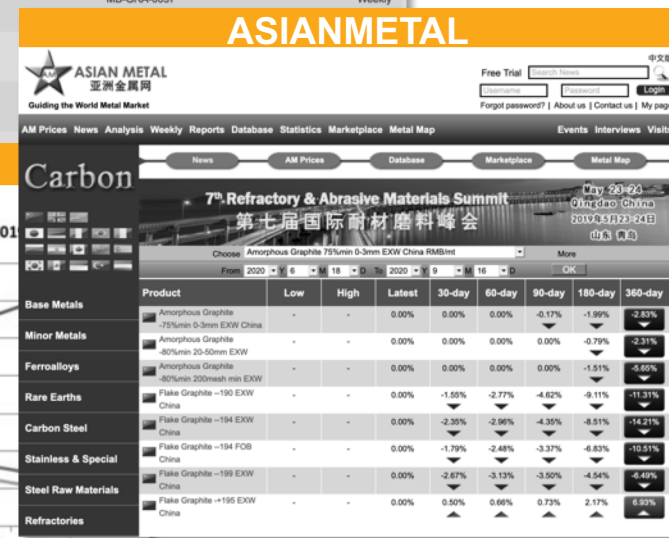 MB-GR04-0037
Weekly
ASIANMETAL
中文版
AM
ASIAN METAL
亚洲金属网
Guiding the World Metal Market
Free Trial Search News
Username Password Login
Forgot password? | About us | Contact us | My page
AM Prices News Analysis Weekly Reports Database Statistics Marketplace Metal Map Events Interviews Visits
Carbon
News AM Prices Database Marketplace Metal Map
7th Refractory & Abrasive Materials Summit
第七届国际耐材磨料峰会
May 23-24
Qingdao China
2019年5月23-24日
山东 青岛
Choose Amorphous Graphite 75%min 0-3mm EXW China RMB/mt More
From 2020 Y 6 M 18 D To 2020 Y 9 M 16 D OK
Product Low High Latest 30-day 60-day 90-day 180-day 360-day
Amorphous Graphite
-75%min 0-3mm EXW China - - 0.00% 0.00% 0.00% -0.17% -1.99% -2.83%
Amorphous Graphite
-80%min 20-50mm EXW - - 0.00% 0.00% 0.00% 0.00% -0.79% -2.31%
Amorphous Graphite
-80%min 200mesh min EXW - - 0.00% 0.00% 0.00% 0.00% -1.51% -5.65%
Flake Graphite --190 EXW
China - - 0.00% -1.55% -2.77% -4.62% -9.11% -11.31%
Flake Graphite --194 EXW
China - - 0.00% -2.35% -2.96% -4.35% -8.51% -14.21%
Flake Graphite --194 FOB
China - - 0.00% -1.79% -2.48% -3.37% -6.83% -10.51%
Flake Graphite --199 EXW
China - - 0.00% -2.67% -3.13% -3.50% -4.54% -6.49%
Flake Graphite -+195 EXW
China - - 0.00% 0.50% 0.66% 0.73% 2.17% 6.93%
Base Metals
Minor Metals
Ferroalloys
Rare Earths
Carbon Steel
Stainless & Special
Steel Raw Materials
Refractories